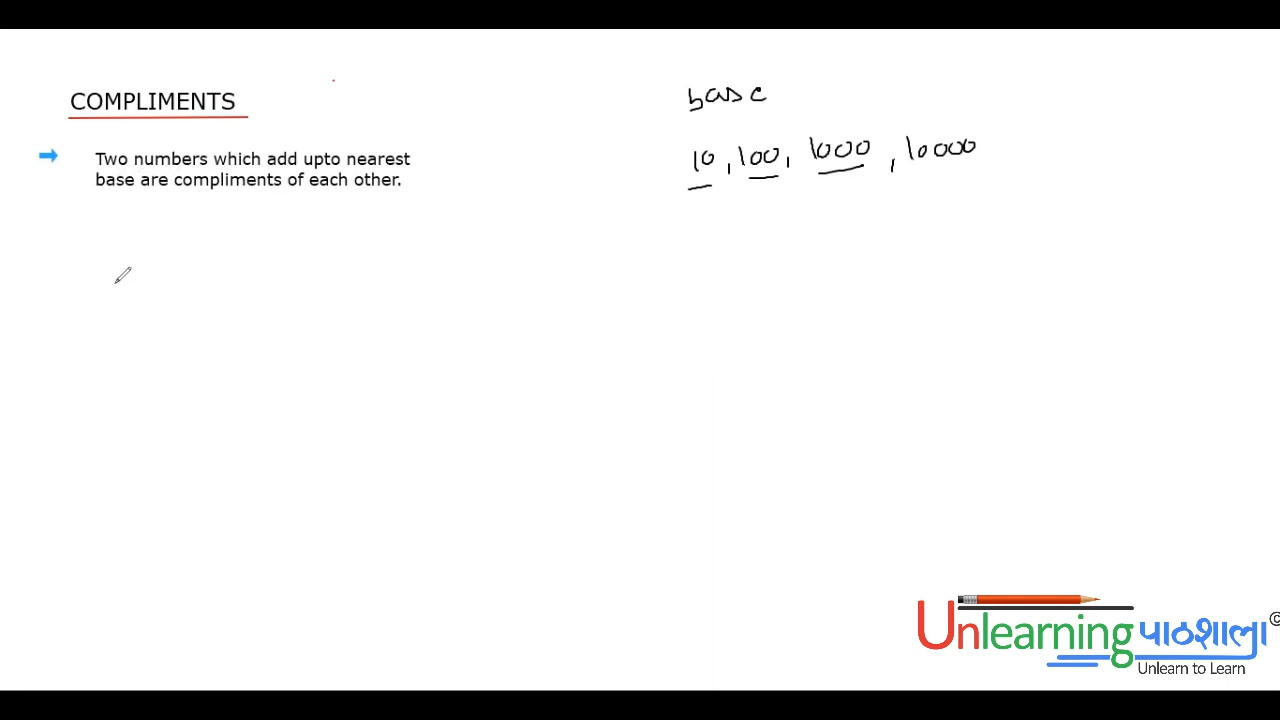 COMPLIMENTS
Two numbers which add upto nearest
base are compliments of each other.
base
10, 100, 1000, 10000
Unlearning પાઠશાલા ©
Unlearn to Learn